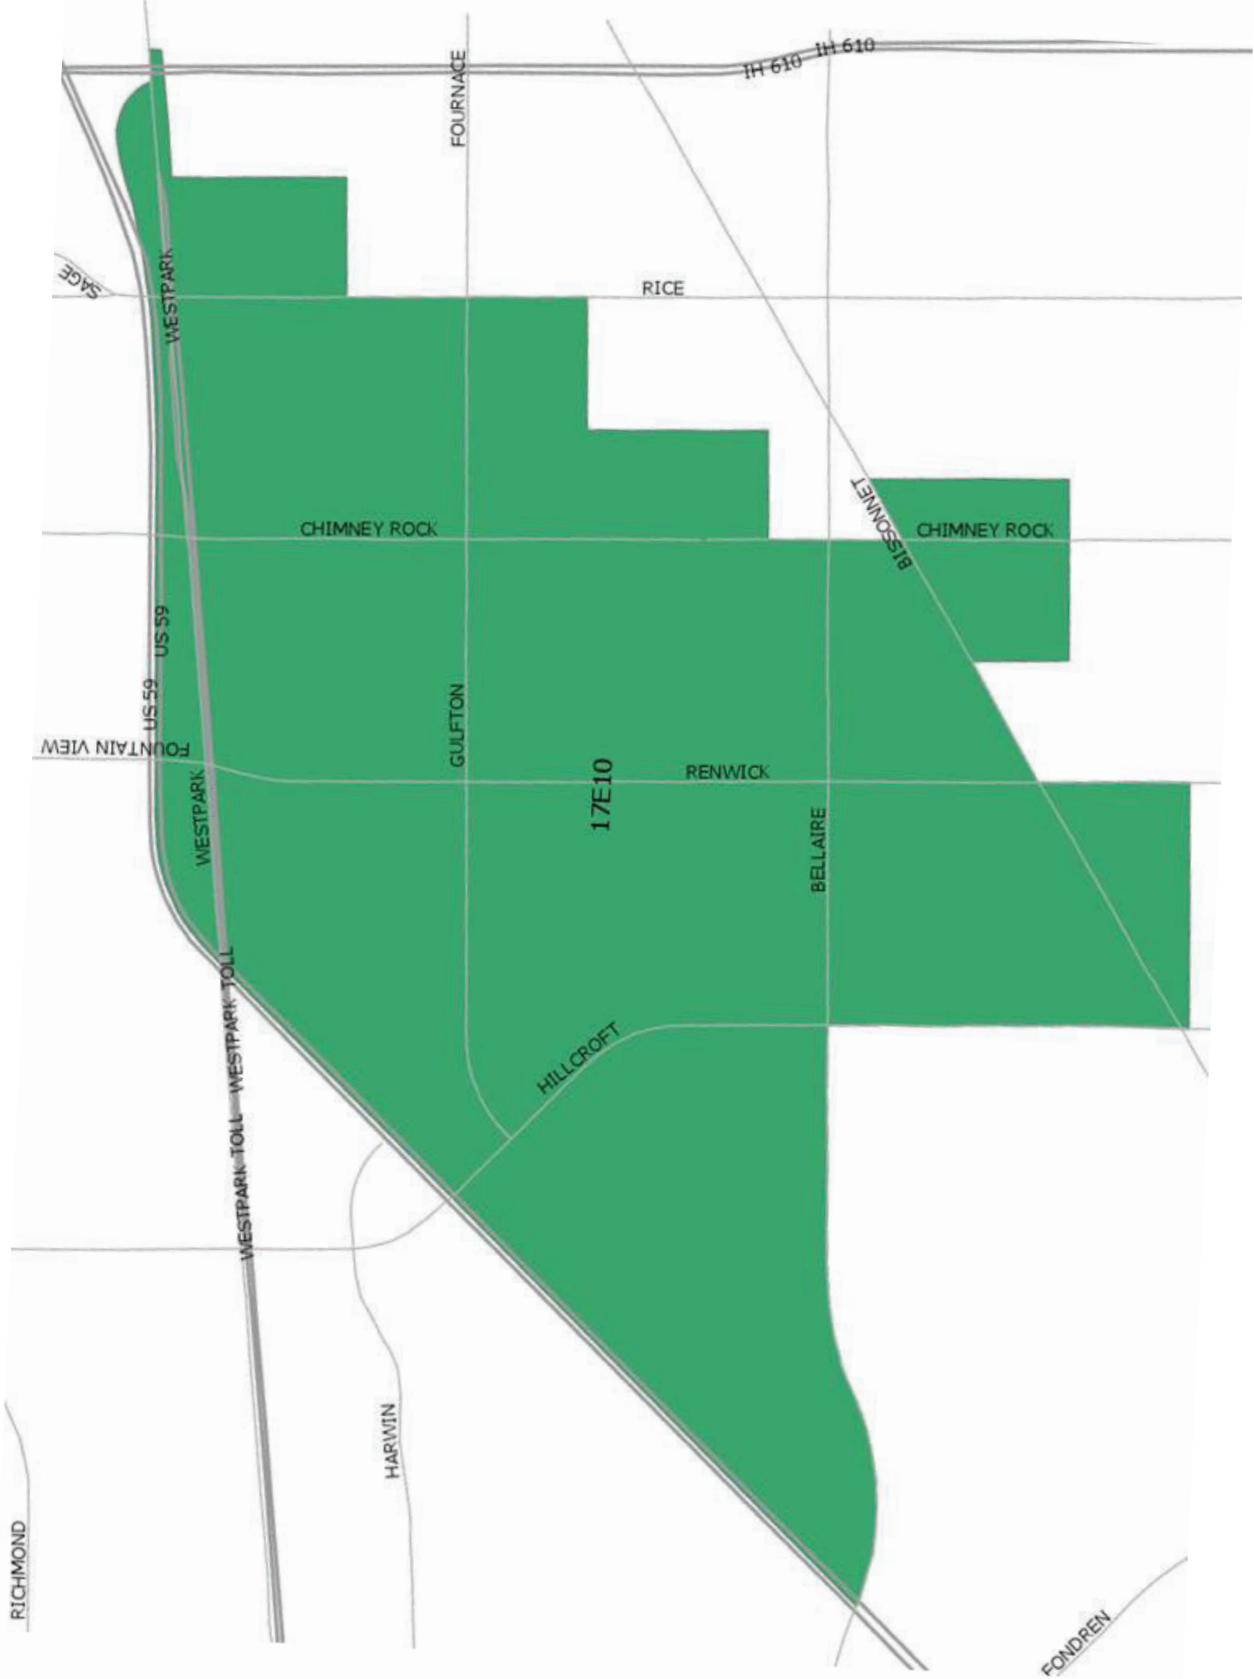 IH 610
IH 610
FOURNACE
SAGE
WESTPARK
RICE
BISSONNET
CHIMNEY ROCK
CHIMNEY ROCK
US 59
US 59
GULFTON
FOUNTAIN VIEW
RENWICK
17E10
WESTPARK
BELLAIRE
WESTPARK TOLL
HILLCROFT
WESTPARK TOLL
HARWIN
RICHMOND
FONDREN